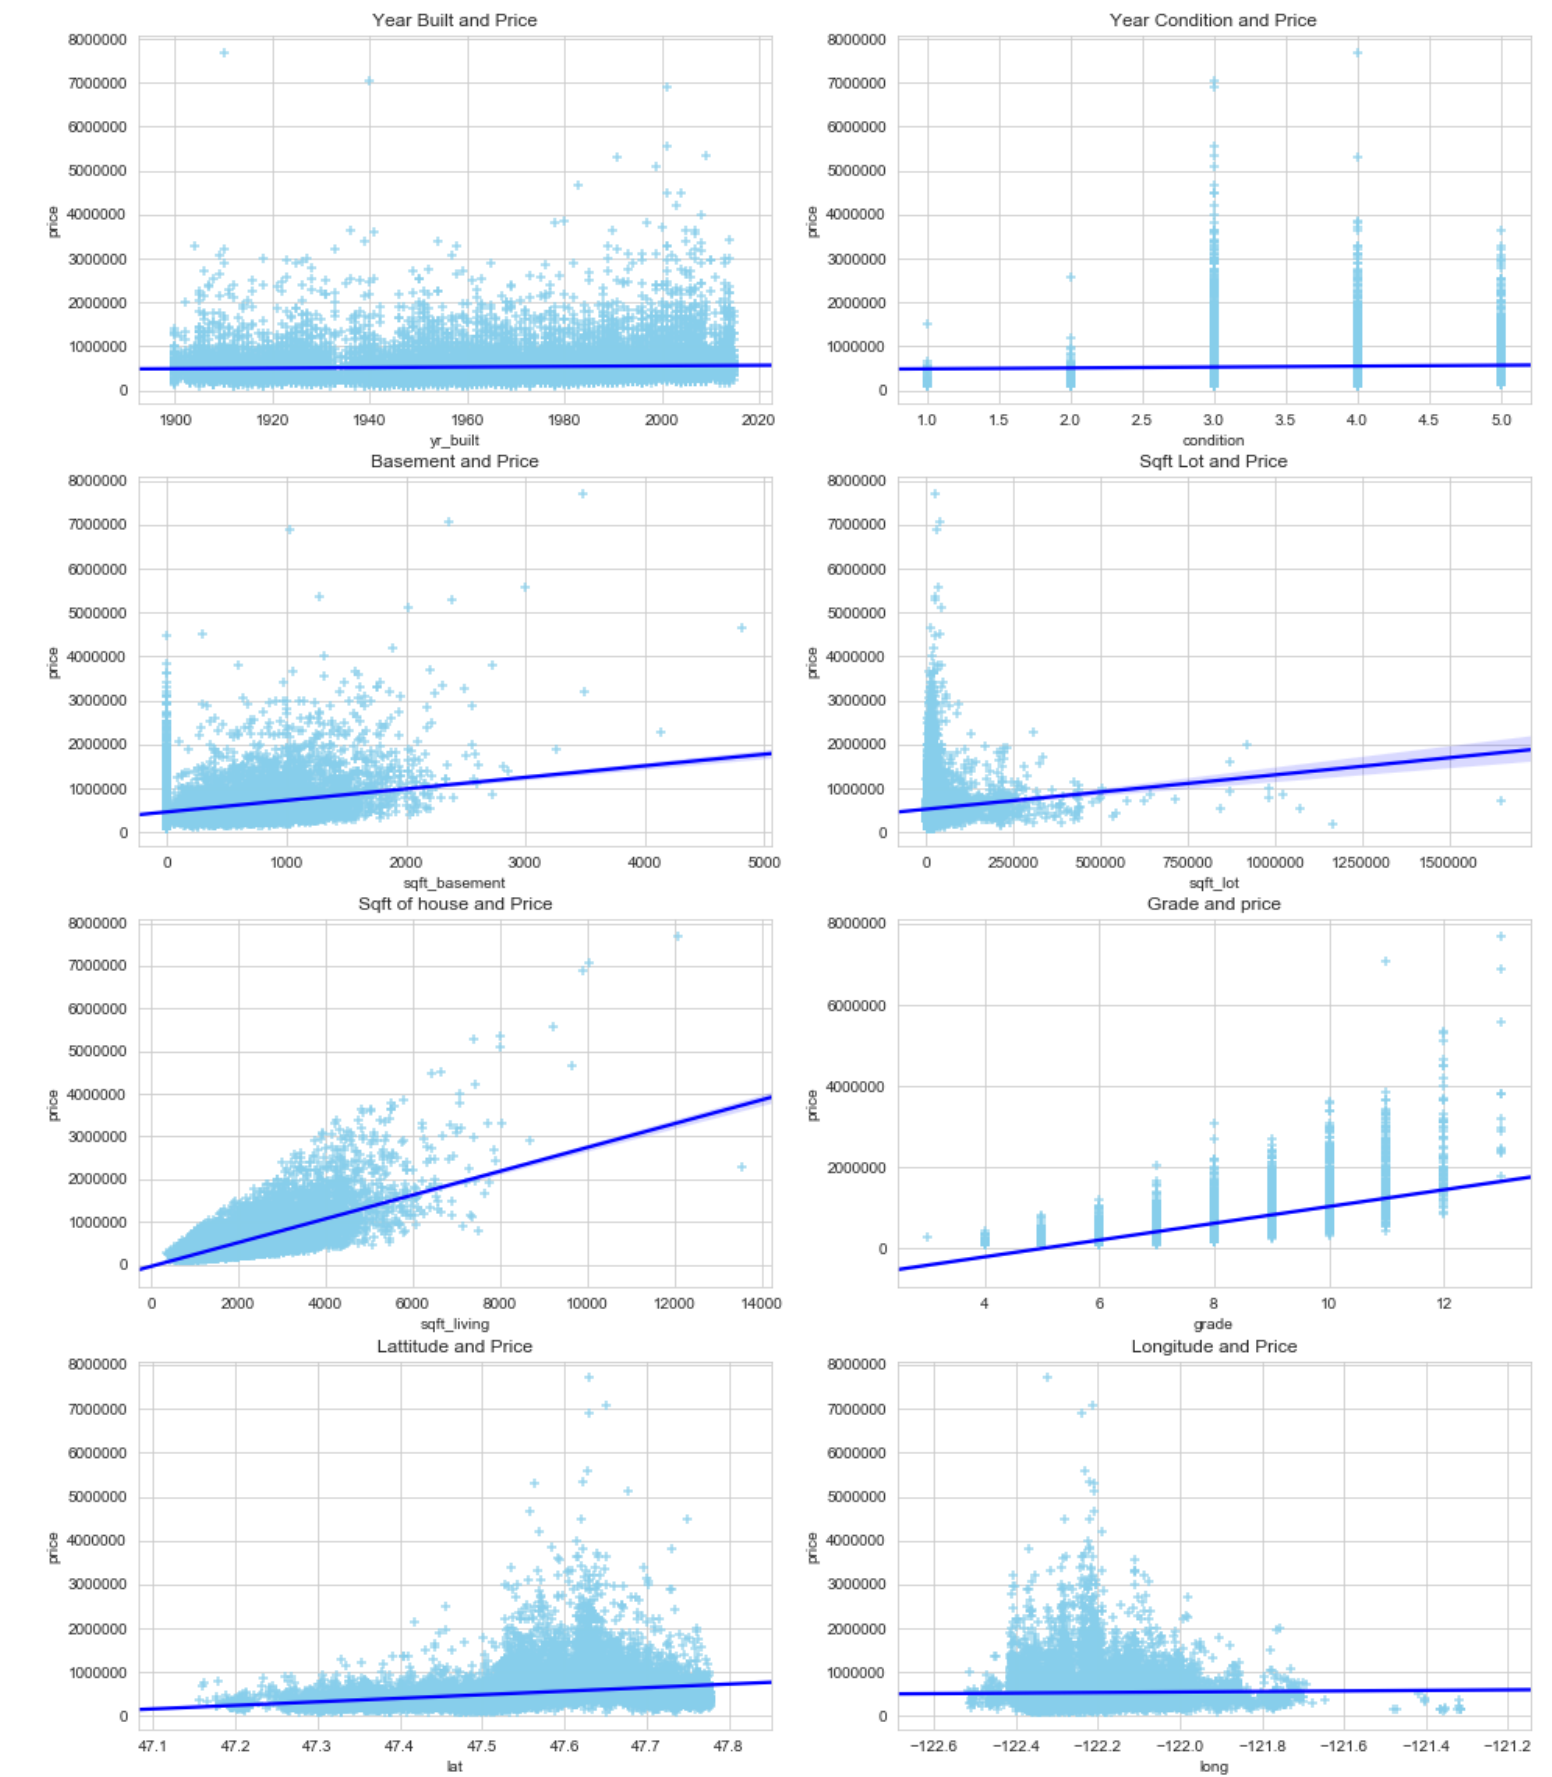 Year Built and Price
8000000
7000000
6000000
5000000
4000000
3000000
2000000
1000000
0
price
1900 1920 1940 1960 1980 2000 2020
yr_built
Year Condition and Price
8000000
7000000
6000000
5000000
4000000
3000000
2000000
1000000
0
price
1.0 1.5 2.0 2.5 3.0 3.5 4.0 4.5 5.0
condition
Basement and Price
8000000
7000000
6000000
5000000
4000000
3000000
2000000
1000000
0
price
0 1000 2000 3000 4000 5000
sqft_basement
Sqft Lot and Price
8000000
7000000
6000000
5000000
4000000
3000000
2000000
1000000
0
price
0 250000 500000 750000 1000000 1250000 1500000
sqft_lot
Sqft of house and Price
8000000
7000000
6000000
5000000
4000000
3000000
2000000
1000000
0
price
0 2000 4000 6000 8000 10000 12000 14000
sqft_living
Grade and price
8000000
6000000
4000000
2000000
0
price
4 6 8 10 12
grade
Lattitude and Price
8000000
7000000
6000000
5000000
4000000
3000000
2000000
1000000
0
price
47.1 47.2 47.3 47.4 47.5 47.6 47.7 47.8
lat
Longitude and Price
8000000
7000000
6000000
5000000
4000000
3000000
2000000
1000000
0
price
−122.6 −122.4 −122.2 −122.0 −121.8 −121.6 −121.4 −121.2
long